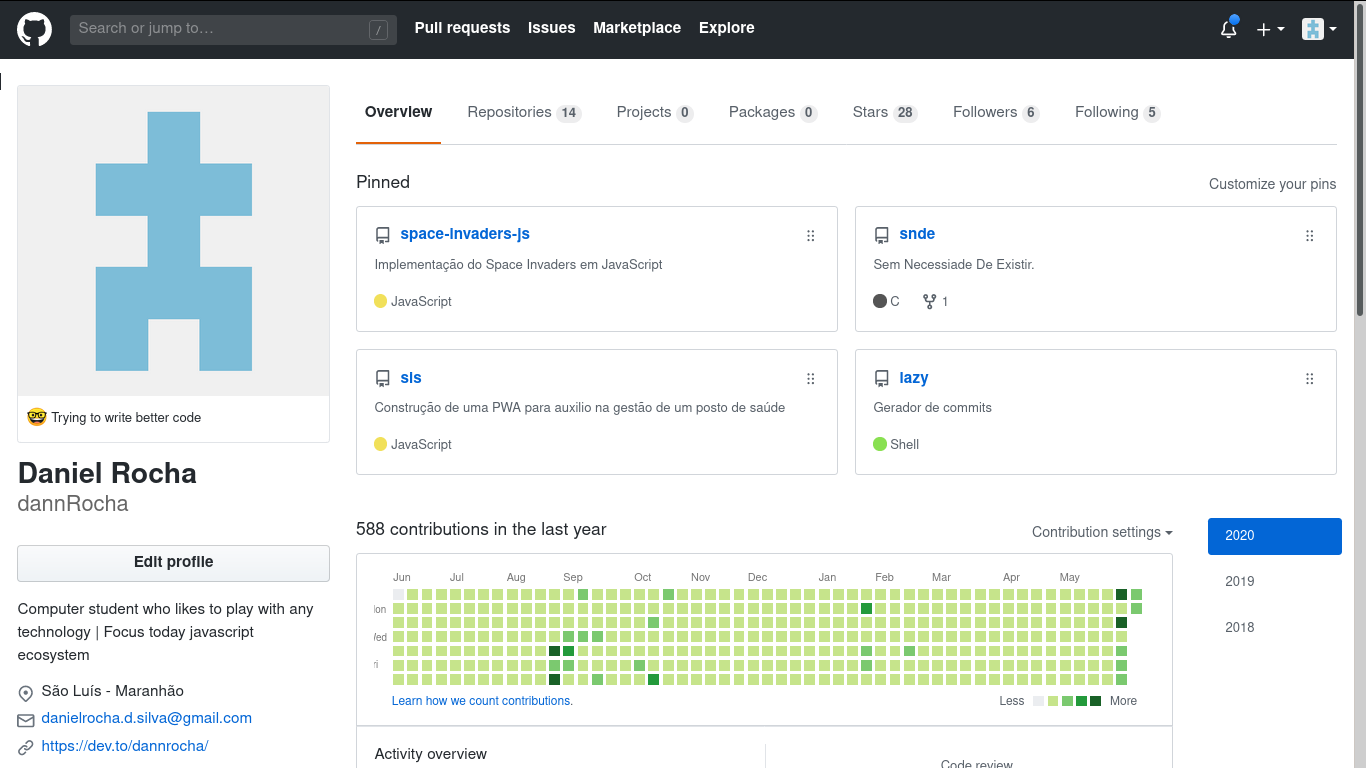 Search or jump to…
/
Pull requests Issues Marketplace Explore
Overview Repositories 14 Projects 0 Packages 0 Stars 28 Followers 6 Following 5
Trying to write better code
Daniel Rocha
dannRocha
Edit profile
Computer student who likes to play with any
technology | Focus today javascript
ecosystem
São Luís - Maranhão
danielrocha.d.silva@gmail.com
https://dev.to/dannrocha/
Pinned
Customize your pins
space-invaders-js
Implementação do Space Invaders em JavaScript
JavaScript
snde
Sem Necessiade De Existir.
C 1
sis
Construção de uma PWA para auxilio na gestão de um posto de saúde
JavaScript
lazy
Gerador de commits
Shell
588 contributions in the last year
Contribution settings
2020
2019
2018
Jun Jul Aug Sep Oct Nov Dec Jan Feb Mar Apr May
Learn how we count contributions.
Less More
Activity overview
Code review